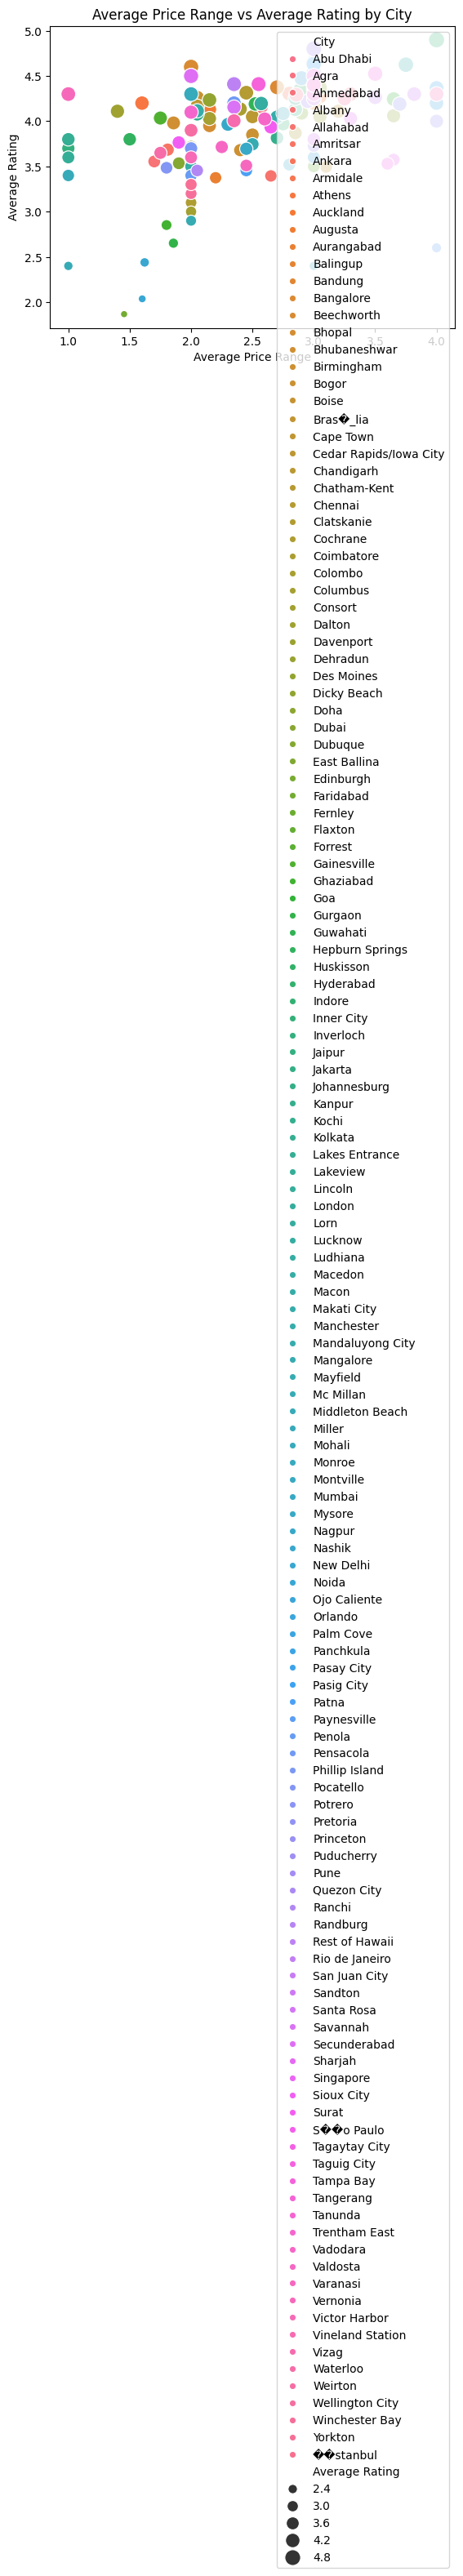 Average Price Range vs Average Rating by City
5.0
4.5
4.0
3.5
3.0
2.5
2.0
Average Rating
1.0
1.5
2.0
2.5
3.0
3.5
4.0
Average Price Range
City
Abu Dhabi
Agra
Ahmedabad
Albany
Allahabad
Amritsar
Ankara
Armidale
Athens
Auckland
Augusta
Aurangabad
Balingup
Bandung
Bangalore
Beechworth
Bhopal
Bhubaneshwar
Birmingham
Bogor
Boise
Bras�_lia
Cape Town
Cedar Rapids/Iowa City
Chandigarh
Chatham-Kent
Chennai
Clatskanie
Cochrane
Coimbatore
Colombo
Columbus
Consort
Dalton
Davenport
Dehradun
Des Moines
Dicky Beach
Doha
Dubai
Dubuque
East Ballina
Edinburgh
Faridabad
Fernley
Flaxton
Forrest
Gainesville
Ghaziabad
Goa
Gurgaon
Guwahati
Hepburn Springs
Huskisson
Hyderabad
Indore
Inner City
Inverloch
Jaipur
Jakarta
Johannesburg
Kanpur
Kochi
Kolkata
Lakes Entrance
Lakeview
Lincoln
London
Lorn
Lucknow
Ludhiana
Macedon
Macon
Makati City
Manchester
Mandaluyong City
Mangalore
Mayfield
Mc Millan
Middleton Beach
Miller
Mohali
Monroe
Montville
Mumbai
Mysore
Nagpur
Nashik
New Delhi
Noida
Ojo Caliente
Orlando
Palm Cove
Panchkula
Pasay City
Pasig City
Patna
Paynesville
Penola
Pensacola
Phillip Island
Pocatello
Potrero
Pretoria
Princeton
Puducherry
Pune
Quezon City
Ranchi
Randburg
Rest of Hawaii
Rio de Janeiro
San Juan City
Sandton
Santa Rosa
Savannah
Secunderabad
Sharjah
Singapore
Sioux City
Surat
S��o Paulo
Tagaytay City
Taguig City
Tampa Bay
Tangerang
Tanunda
Trentham East
Vadodara
Valdosta
Varanasi
Vernonia
Victor Harbor
Vineland Station
Vizag
Waterloo
Weirton
Wellington City
Winchester Bay
Yorkton
��stanbul
Average Rating
2.4
3.0
3.6
4.2
4.8